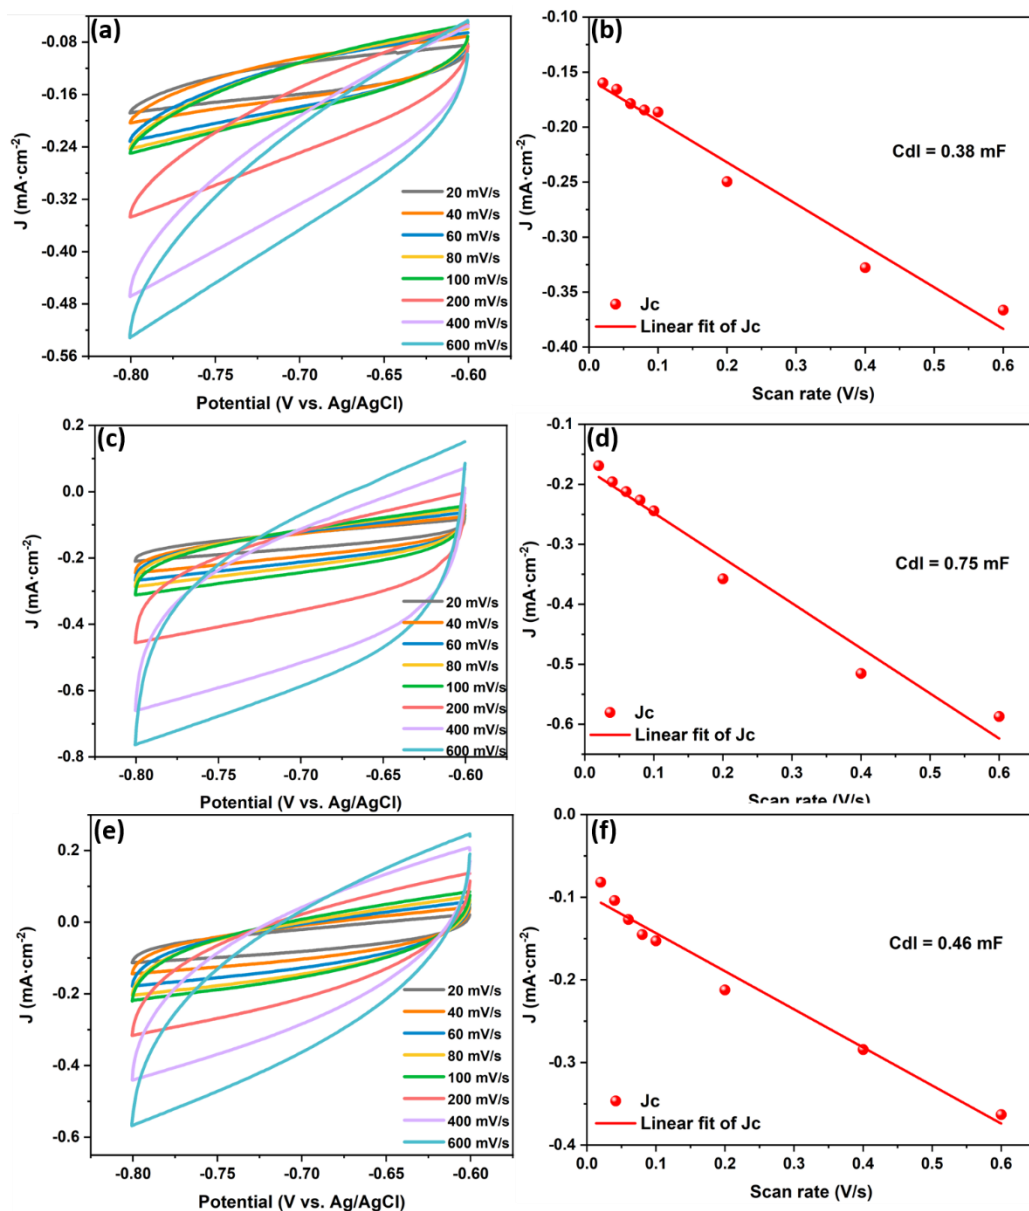 (a)
-0.08
-0.16
-0.24
-0.32
-0.40
-0.48
-0.56
J (mA·cm⁻²)
20 mV/s
40 mV/s
60 mV/s
80 mV/s
100 mV/s
200 mV/s
400 mV/s
600 mV/s
-0.80 -0.75 -0.70 -0.65 -0.60
Potential (V vs. Ag/AgCl)
(b)
-0.10
-0.15
-0.20
-0.25
-0.30
-0.35
-0.40
J (mA·cm⁻²)
Cdl = 0.38 mF
Jc
Linear fit of Jc
0.0 0.1 0.2 0.3 0.4 0.5 0.6
Scan rate (V/s)
(c)
0.2
0.0
-0.2
-0.4
-0.6
-0.8
J (mA·cm⁻²)
20 mV/s
40 mV/s
60 mV/s
80 mV/s
100 mV/s
200 mV/s
400 mV/s
600 mV/s
-0.80 -0.75 -0.70 -0.65 -0.60
Potential (V vs. Ag/AgCl)
(d)
-0.1
-0.2
-0.3
-0.4
-0.5
-0.6
J (mA·cm⁻²)
Cdl = 0.75 mF
Jc
Linear fit of Jc
0.0 0.1 0.2 0.3 0.4 0.5 0.6
Scan rate (V/s)
(e)
0.2
0.0
-0.2
-0.4
-0.6
J (mA·cm⁻²)
20 mV/s
40 mV/s
60 mV/s
80 mV/s
100 mV/s
200 mV/s
400 mV/s
600 mV/s
-0.80 -0.75 -0.70 -0.65 -0.60
Potential (V vs. Ag/AgCl)
(f)
0.0
-0.1
-0.2
-0.3
-0.4
J (mA·cm⁻²)
Cdl = 0.46 mF
Jc
Linear fit of Jc
0.0 0.1 0.2 0.3 0.4 0.5 0.6
Scan rate (V/s)